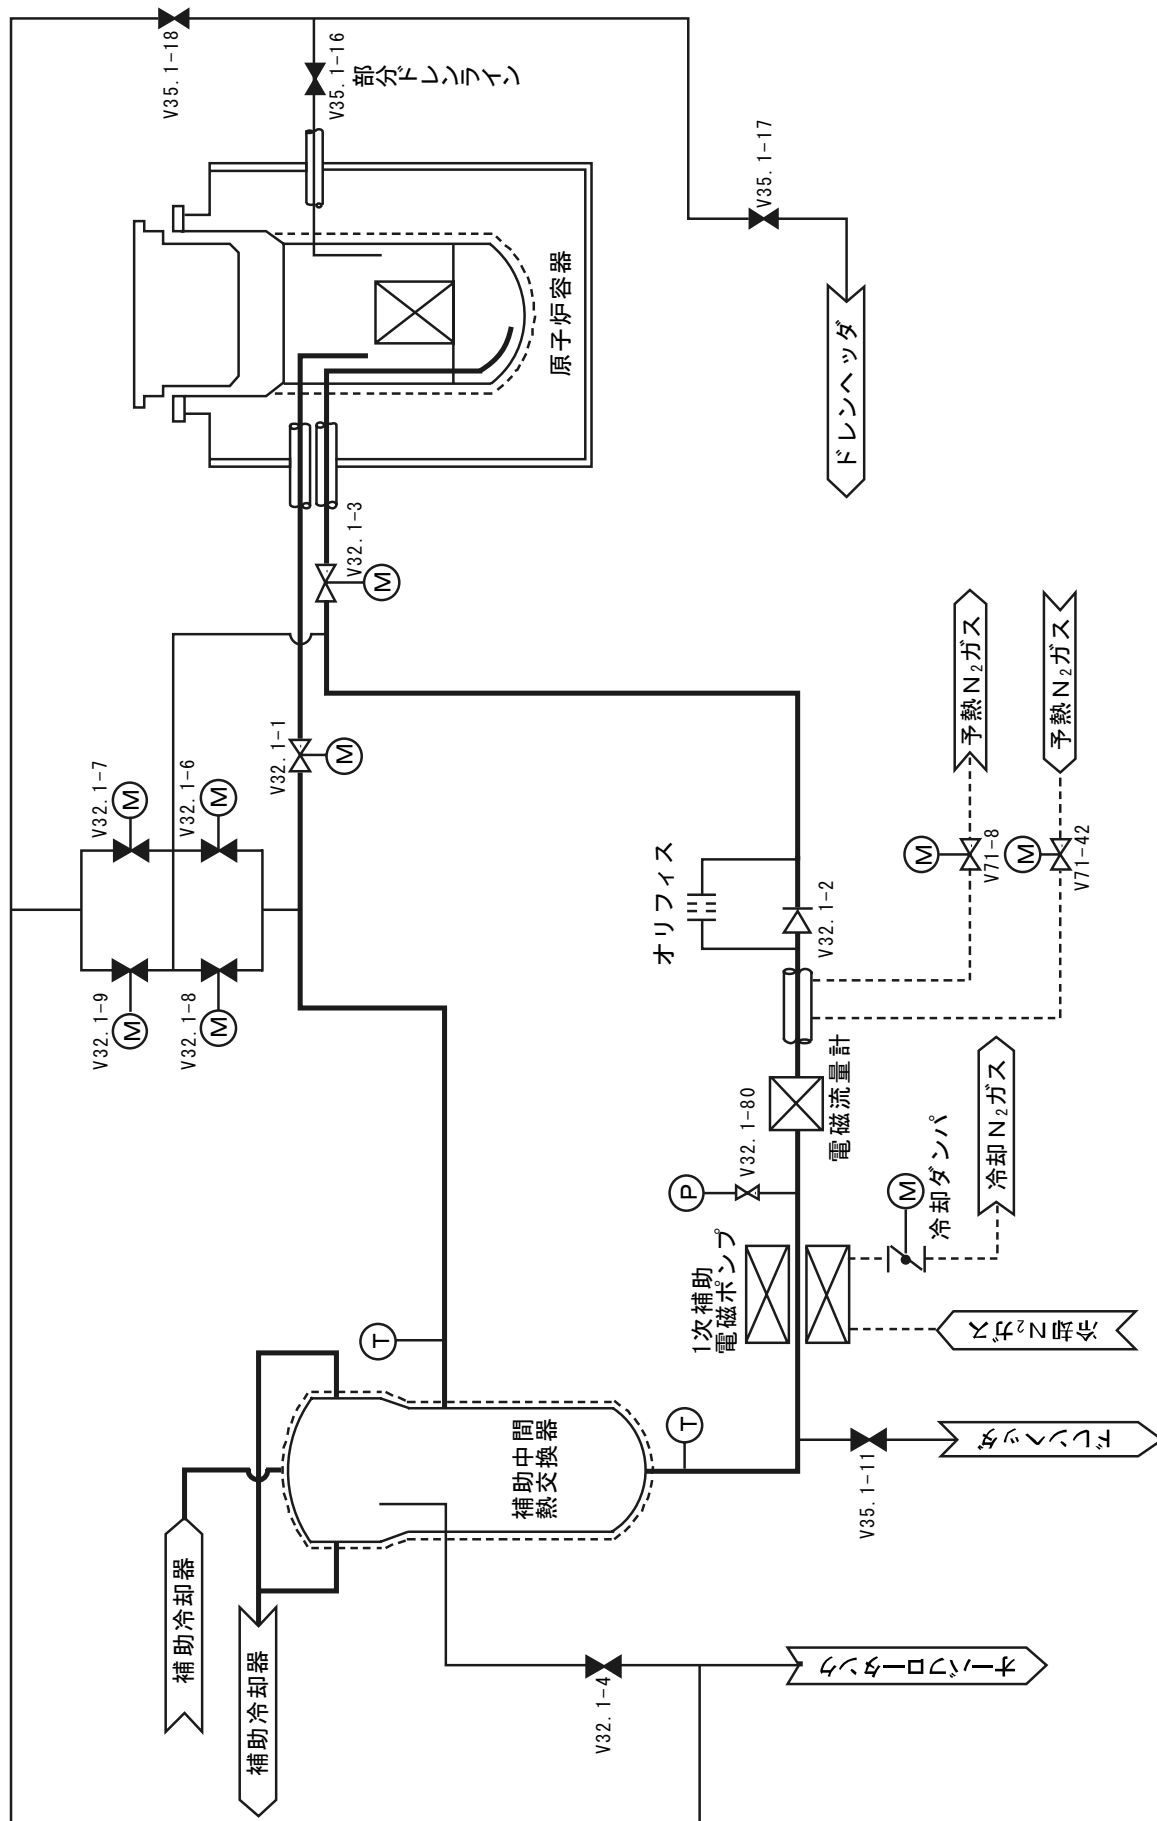 V35. 1-18
V35. 1-16
部分ドレンライン
V35. 1-17
原子炉容器
ドレンヘッダ
V32. 1-3
M
V32. 1-1
M
V32. 1-7
M
V32. 1-6
M
V32. 1-9
M
V32. 1-8
M
予熱N₂ガス
予熱N₂ガス
M
V71-8
M
V71-42
オリフィス
V32. 1-2
電磁流量計
V32. 1-80
P
冷却N₂ガス
M
冷却ダンパ
1次補助
電磁ポンプ
冷却N₂ガス
T
T
補助中間
熱交換器
V35. 1-11
ドレンヘッダ
補助冷却器
補助冷却器
V32. 1-4
オーバフロータンク